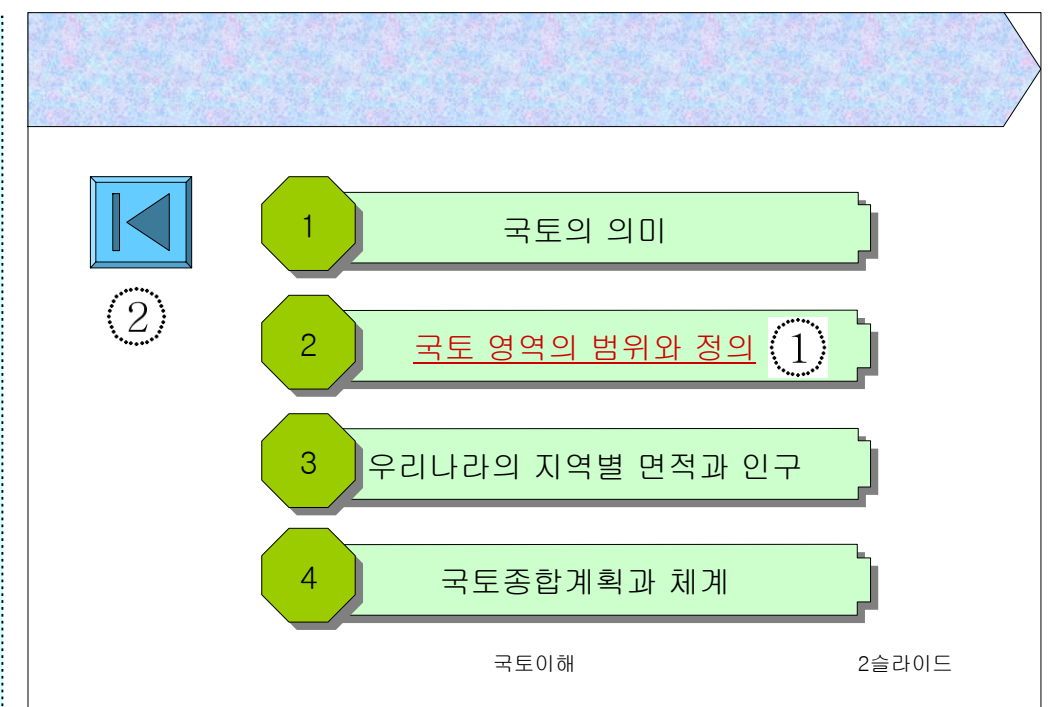 1 국토의 의미
②
2 국토 영역의 범위와 정의 ①
3 우리나라의 지역별 면적과 인구
4 국토종합계획과 체계
국토이해 2슬라이드